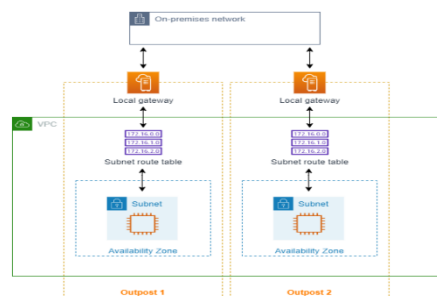 On-premises network
Local gateway
Local gateway
VPC
172.16.0.0
172.16.1.0
172.16.2.0
172.16.0.0
172.16.1.0
172.16.2.0
Subnet route table
Subnet route table
Subnet
Subnet
Availability Zone
Availability Zone
Outpost 1
Outpost 2